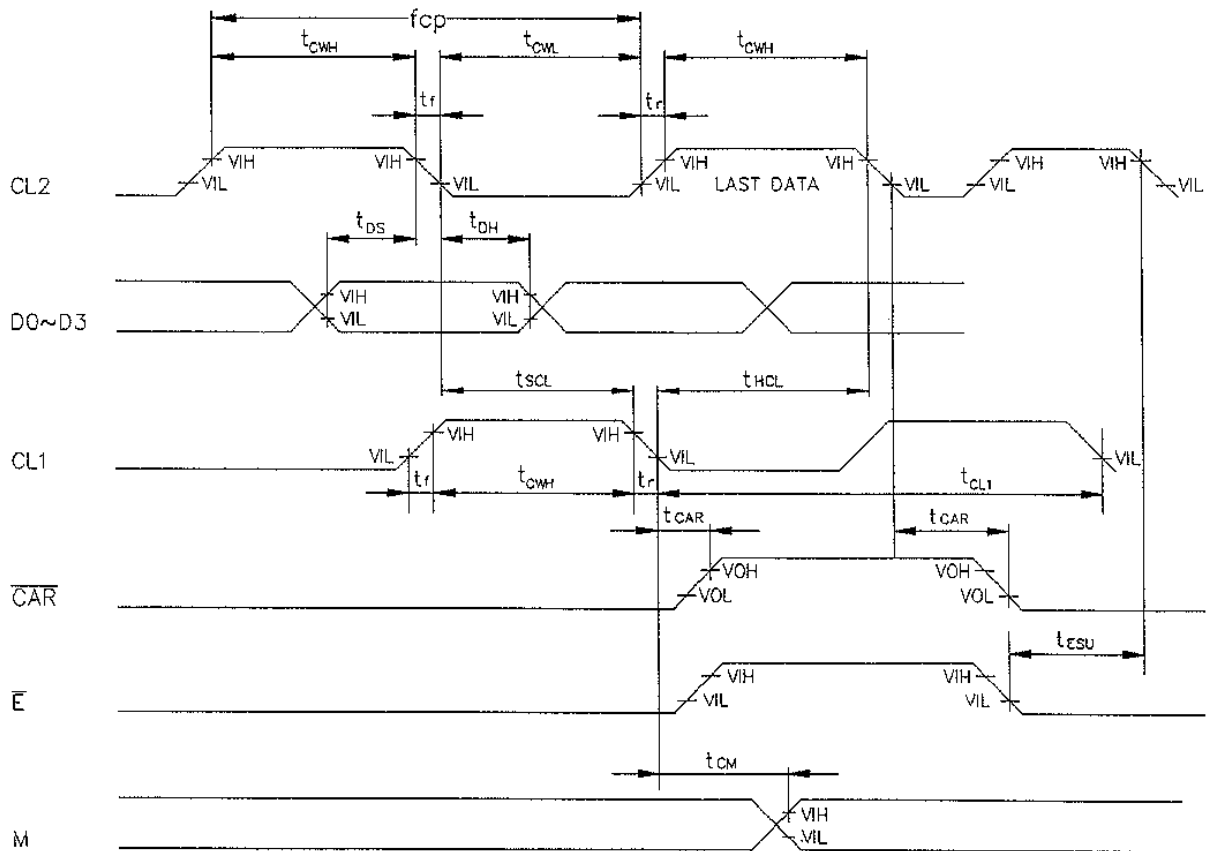 fcp
tCWH tCWL tCWH
tf tr
CL2 VIH VIH VIH VIH VIH
VIL VIL VIL LAST DATA VIL VIL VIL
tDS tDH
VIH VIH
D0~D3 VIL VIL
tSCL tHCL
CL1 VIL VIH VIH VIL VIL
tf tCWH tr tCL1
tCAR tCAR
CAR VOH VOH
VOL VOL
tESU
E VIH VIH
VIL VIL
tCM
M VIH
VIL